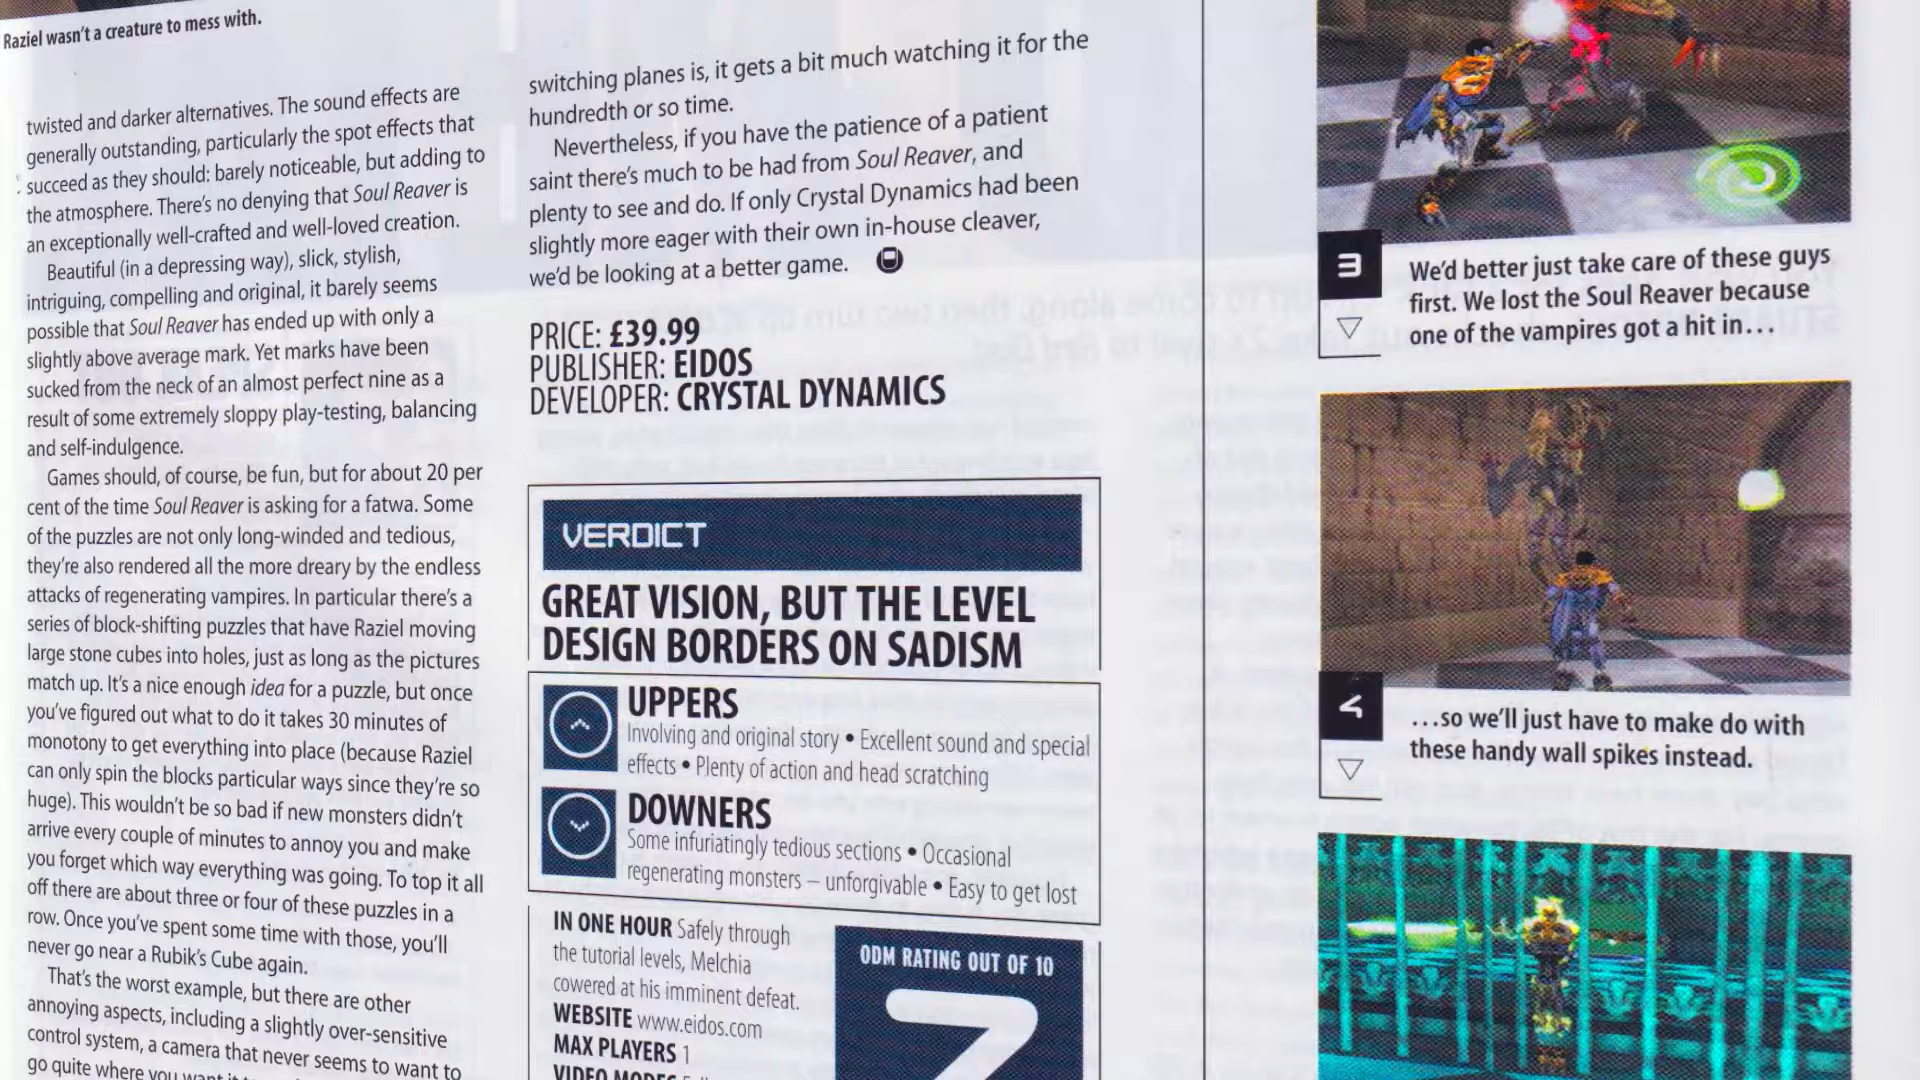 Raziel wasn't a creature to mess with.
twisted and darker alternatives. The sound effects are
generally outstanding, particularly the spot effects that
succeed as they should: barely noticeable, but adding to
the atmosphere. There's no denying that Soul Reaver is
an exceptionally well-crafted and well-loved creation.
Beautiful (in a depressing way), slick, stylish,
intriguing, compelling and original, it barely seems
possible that Soul Reaver has ended up with only a
slightly above average mark. Yet marks have been
sucked from the neck of an almost perfect nine as a
result of some extremely sloppy play-testing, balancing
and self-indulgence.
Games should, of course, be fun, but for about 20 per
cent of the time Soul Reaver is asking for a fatwa. Some
of the puzzles are not only long-winded and tedious,
they're also rendered all the more dreary by the endless
attacks of regenerating vampires. In particular there's a
series of block-shifting puzzles that have Raziel moving
large stone cubes into holes, just as long as the pictures
match up. It's a nice enough idea for a puzzle, but once
you've figured out what to do it takes 30 minutes of
monotony to get everything into place (because Raziel
can only spin the blocks particular ways since they're so
huge). This wouldn't be so bad if new monsters didn't
arrive every couple of minutes to annoy you and make
you forget which way everything was going. To top it all
off there are about three or four of these puzzles in a
row. Once you've spent some time with those, you'll
never go near a Rubik's Cube again.
That's the worst example, but there are other
annoying aspects, including a slightly over-sensitive
control system, a camera that never seems to want to
go quite where you want it
switching planes is, it gets a bit much watching it for the
hundredth or so time.
Nevertheless, if you have the patience of a patient
saint there's much to be had from Soul Reaver, and
plenty to see and do. If only Crystal Dynamics had been
slightly more eager with their own in-house cleaver,
we'd be looking at a better game.
PRICE: £39.99
PUBLISHER: EIDOS
DEVELOPER: CRYSTAL DYNAMICS
VERDICT
GREAT VISION, BUT THE LEVEL
DESIGN BORDERS ON SADISM
UPPERS
Involving and original story • Excellent sound and special
effects • Plenty of action and head scratching
DOWNERS
Some infuriatingly tedious sections • Occasional
regenerating monsters – unforgivable • Easy to get lost
IN ONE HOUR Safely through
the tutorial levels, Melchia
covered at his imminent defeat.
WEBSITE www.eidos.com
MAX PLAYERS 1
VIDEO MODES
ODM RATING OUT OF 10
7
3
We'd better just take care of these guys
first. We lost the Soul Reaver because
one of the vampires got a hit in...
4
...so we'll just have to make do with
these handy wall spikes instead.